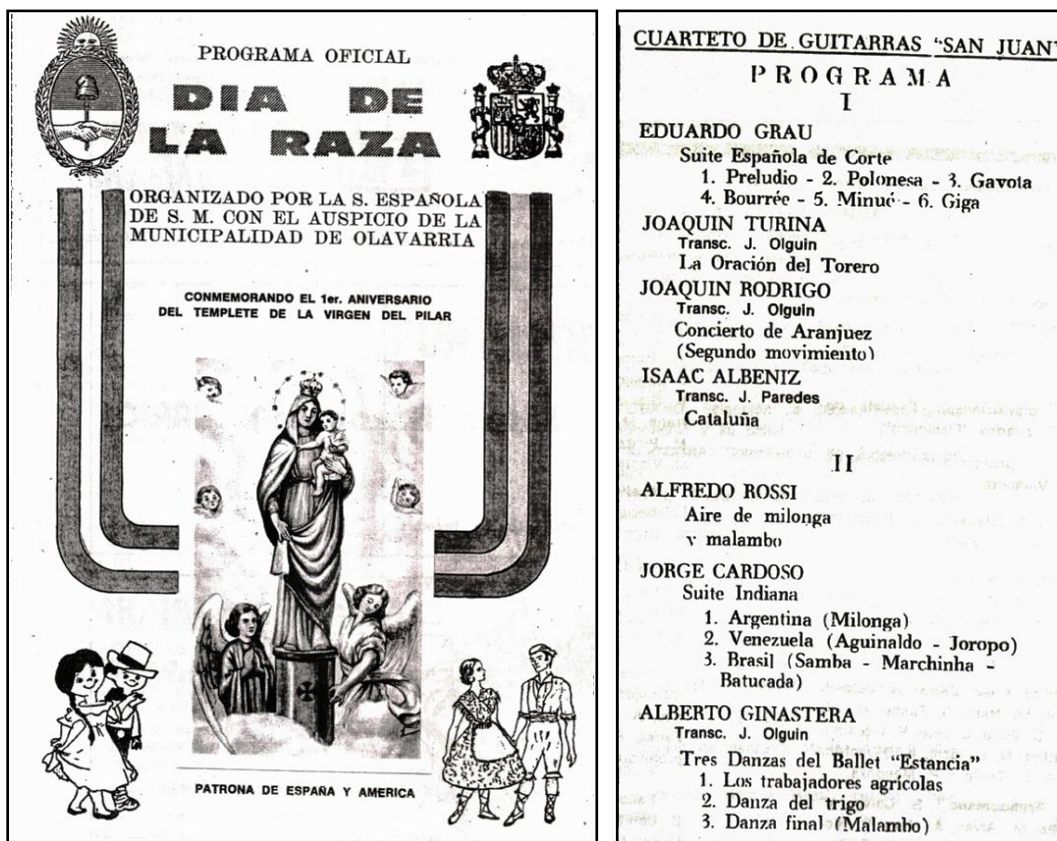 PROGRAMA OFICIAL
DIA DE
LA RAZA
ORGANIZADO POR LA S. ESPAÑOLA
DE S. M. CON EL AUSPICIO DE LA
MUNICIPALIDAD DE OLAVARRIA
CONMEMORANDO EL 1er. ANIVERSARIO
DEL TEMPLETE DE LA VIRGEN DEL PILAR
PATRONA DE ESPAÑA Y AMERICA
CUARTETO DE GUITARRAS "SAN JUAN"
PROGRAMA
I
EDUARDO GRAU
Suite Española de Corte
1. Preludio - 2. Polonesa - 3. Gavota
4. Bourrée - 5. Minué - 6. Giga
JOAQUIN TURINA
Transc. J. Olguin
La Oración del Torero
JOAQUIN RODRIGO
Transc. J. Olguin
Concierto de Aranjuez
(Segundo movimiento)
ISAAC ALBENIZ
Transc. J. Paredes
Cataluña
II
ALFREDO ROSSI
Aire de milonga
y malambo
JORGE CARDOSO
Suite Indiana
1. Argentina (Milonga)
2. Venezuela (Aguinaldo - Joropo)
3. Brasil (Samba - Marchinha -
Batucada)
ALBERTO GINASTERA
Transc. J. Olguin
Tres Danzas del Ballet "Estancia"
1. Los trabajadores agrícolas
2. Danza del trigo
3. Danza final (Malambo)